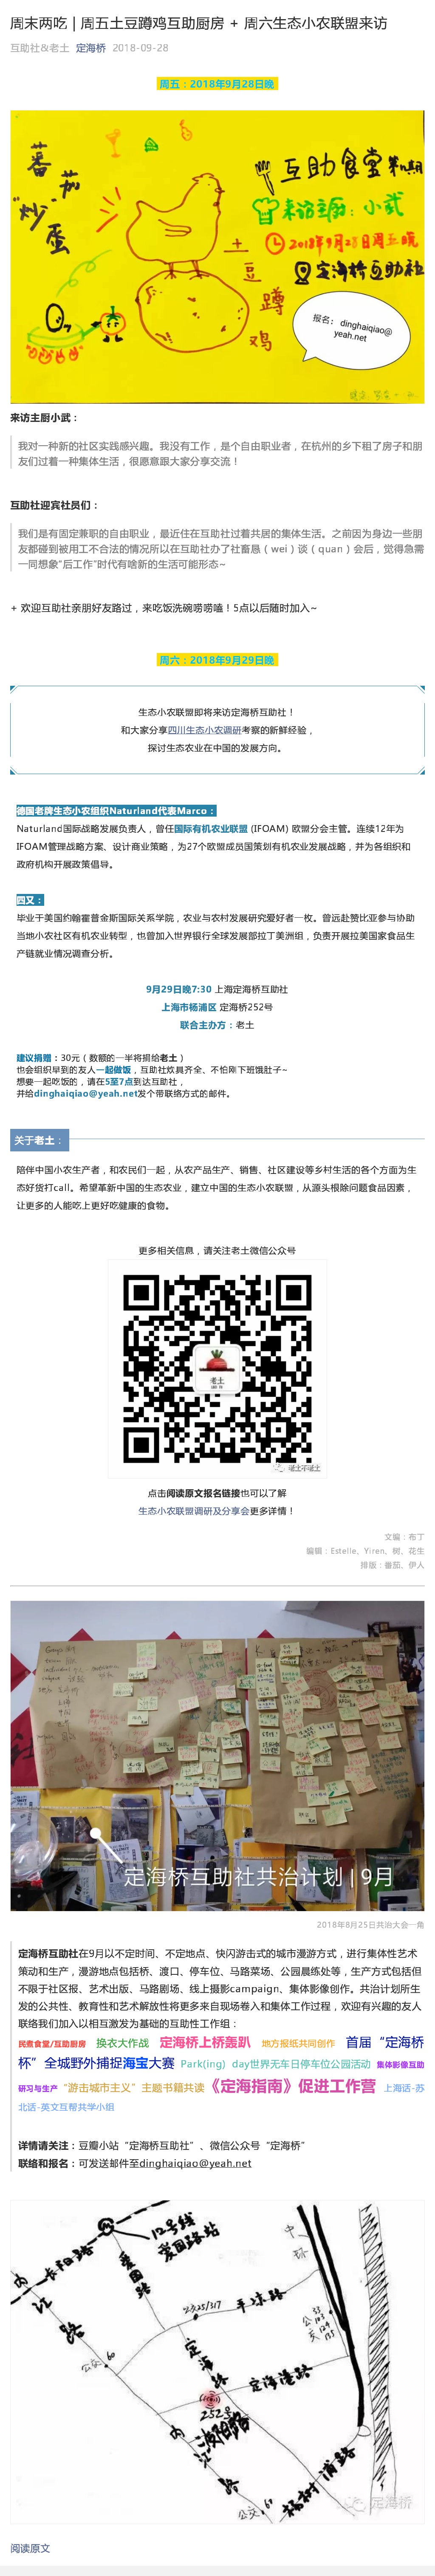 周末两吃 | 周五土豆蹲鸡互助厨房 + 周六生态小农联盟来访
互助社&老土 定海桥 2018-09-28
周五：2018年9月28日晚
番茄
"炒"蛋
互助食堂
来访主厨：小武
2018年9月28日周五晚
定海桥互助社
土豆蹲鸡
报名： dinghaiqiao@
yeah.net
来访主厨小武：
我对一种新的社区实践感兴趣。我没有工作，是个自由职业者，在杭州的乡下租了房子和朋
友们过着一种集体生活，很愿意跟大家分享交流！
互助社迎宾社员们：
我们是有固定兼职的自由职业，最近住在互助社过着共居的集体生活。之前因为身边一些朋
友都碰到被用工不合法的情况所以在互助社办了社畜恳（wei）谈（quan）会后，觉得急需
一同想象"后工作"时代有啥新的生活可能形态~
+ 欢迎互助社亲朋好友路过，来吃饭洗碗唠唠嗑！5点以后随时加入~
周六：2018年9月29日晚
生态小农联盟即将来访定海桥互助社！
和大家分享四川生态小农调研考察的新鲜经验，
探讨生态农业在中国的发展方向。
德国老牌生态小农组织Naturland代表Marco：
Naturland国际战略发展负责人，曾任国际有机农业联盟 (IFOAM) 欧盟分会主管。连续12年为
IFOAM管理战略方案、设计商业策略，为27个欧盟成员国策划有机农业发展战略，并为各组织和
政府机构开展政策倡导。
四又：
毕业于美国约翰霍普金斯国际关系学院，农业与农村发展研究爱好者一枚。曾远赴赞比亚参与协助
当地小农社区有机农业转型，也曾加入世界银行全球发展部拉丁美洲组，负责开展拉美国家食品生
产链就业情况调查分析。
9月29日晚7:30 上海定海桥互助社
上海市杨浦区 定海桥252号
联合主办方：老土
建议捐赠：30元（数额的一半将捐给老土）
也会组织早到的友人一起做饭，互助社炊具齐全、不怕刚下班饿肚子~
想要一起吃饭的，请在5至7点到达互助社，
并给dinghaiqiao@yeah.net发个带联络方式的邮件。
关于老土：
陪伴中国小农生产者，和农民们一起，从农产品生产、销售、社区建设等乡村生活的各个方面为生
态好货打call。希望革新中国的生态农业，建立中国的生态小农联盟，从源头根除问题食品因素，
让更多的人能吃上更好吃健康的食物。
更多相关信息，请关注老土微信公众号
老土
点击阅读原文报名链接也可以了解
生态小农联盟调研及分享会更多详情！
文编：布丁
编辑：Estelle、Yiren、树、花生
排版：番茄、伊人
定海桥互助社共治计划 | 9月
2018年8月25日共治大会一角
定海桥互助社在9月以不定时间、不定地点、快闪游击式的城市漫游方式，进行集体性艺术
策动和生产，漫游地点包括桥、渡口、停车位、马路菜场、公园晨练处等，生产方式包括但
不限于社区报、艺术出版、马路剧场、线上摄影campaign、集体影像创作。共治计划所生
发的公共性、教育性和艺术解放性将更多来自现场卷入和集体工作过程，欢迎有兴趣的友人
联络我们加入以相互激发为基础的互助性工作组：
民煮食堂/互助厨房 换衣大作战 定海桥上桥轰趴 地方报纸共同创作 首届“定海桥
杯”全城野外捕捉海宝大赛 Park(ing) day世界无车日停车位公园活动 集体影像互助
研习与生产 “游击城市主义”主题书籍共读《定海指南》促进工作营 上海话-苏
北话-英文互帮共学小组
详情请关注：豆瓣小站“定海桥互助社”、微信公众号“定海桥”
联络和报名：可发送邮件至dinghaiqiao@yeah.net
12号线
爱国路站
长阳路
爱国路
内江路
平凉路
中环
定海路
定海港路
252号
波阳路
内江路
杨树浦路
公交
定海桥
阅读原文